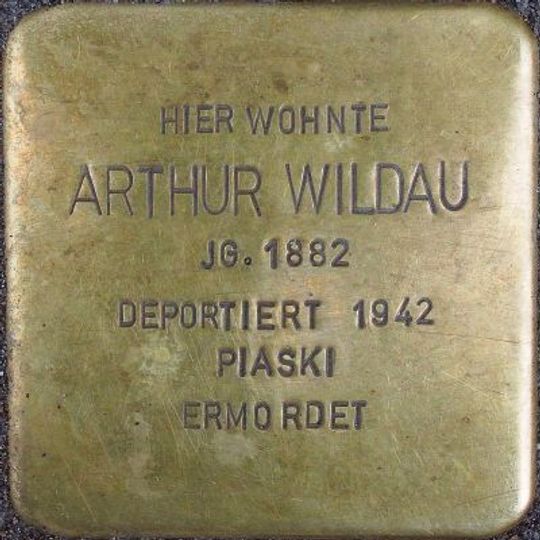 HIER WOHNTE
ARTHUR WILDAU
JG. 1882
DEPORTIERT 1942
PIASKI
ERMORDET